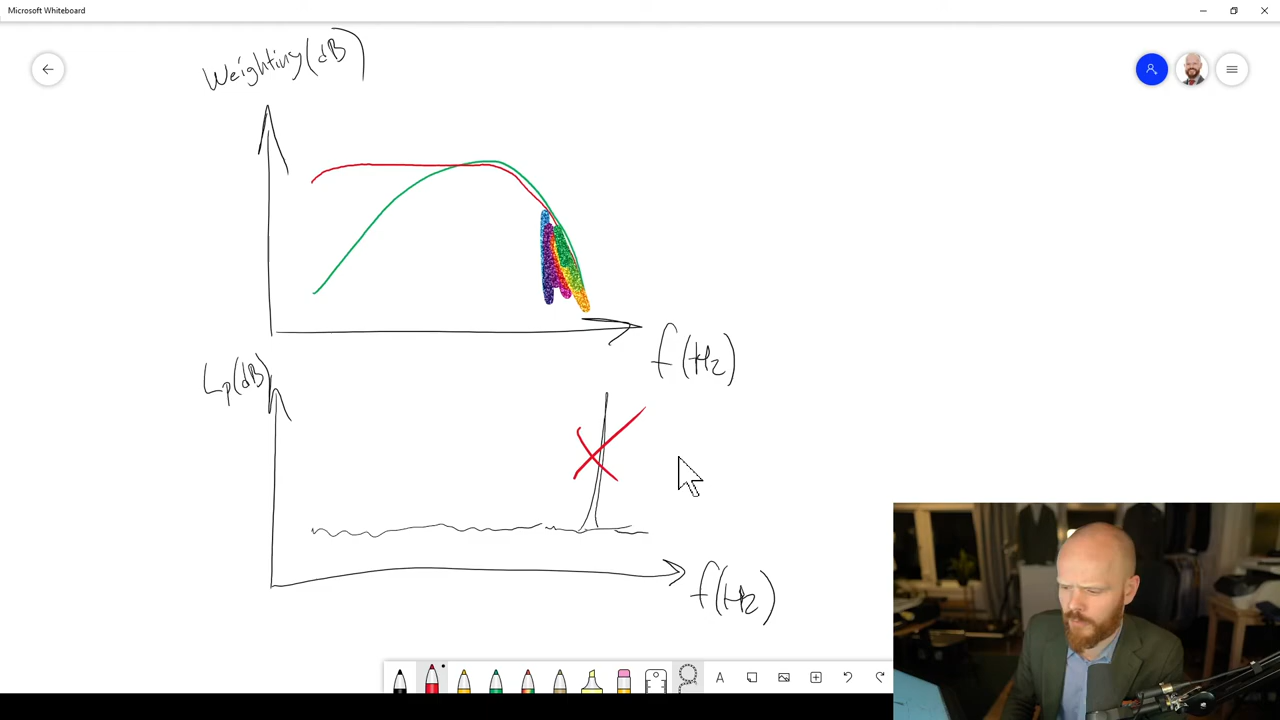 Microsoft Whiteboard
Weighting (dB)
f (Hz)
Lp (dB)
f (Hz)
A